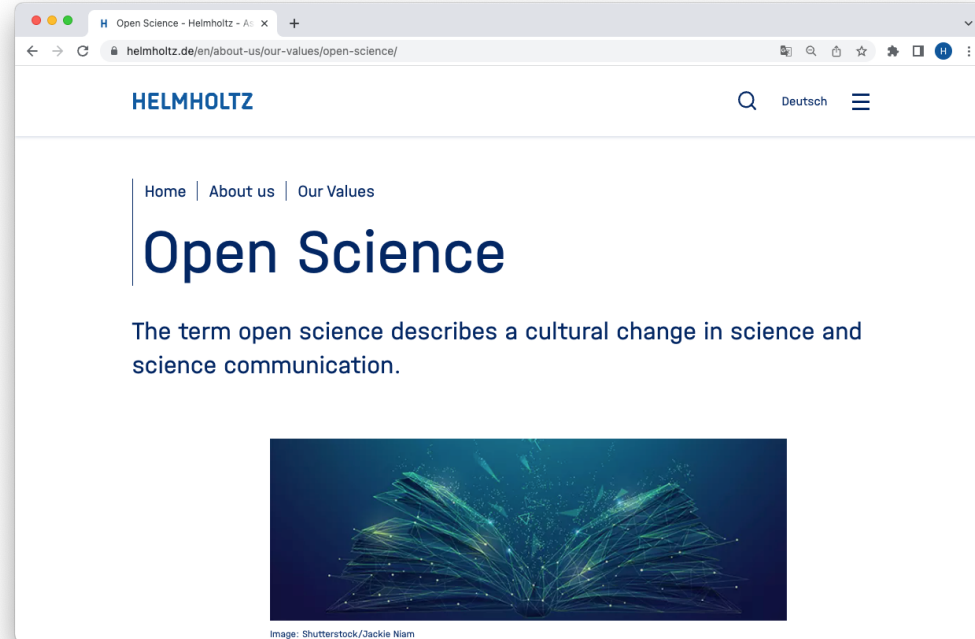 H Open Science - Helmholtz - As
helmholtz.de/en/about-us/our-values/open-science/
H
HELMHOLTZ
Deutsch
Home | About us | Our Values
Open Science
The term open science describes a cultural change in science and
science communication.
Image: Shutterstock/Jackie Niam